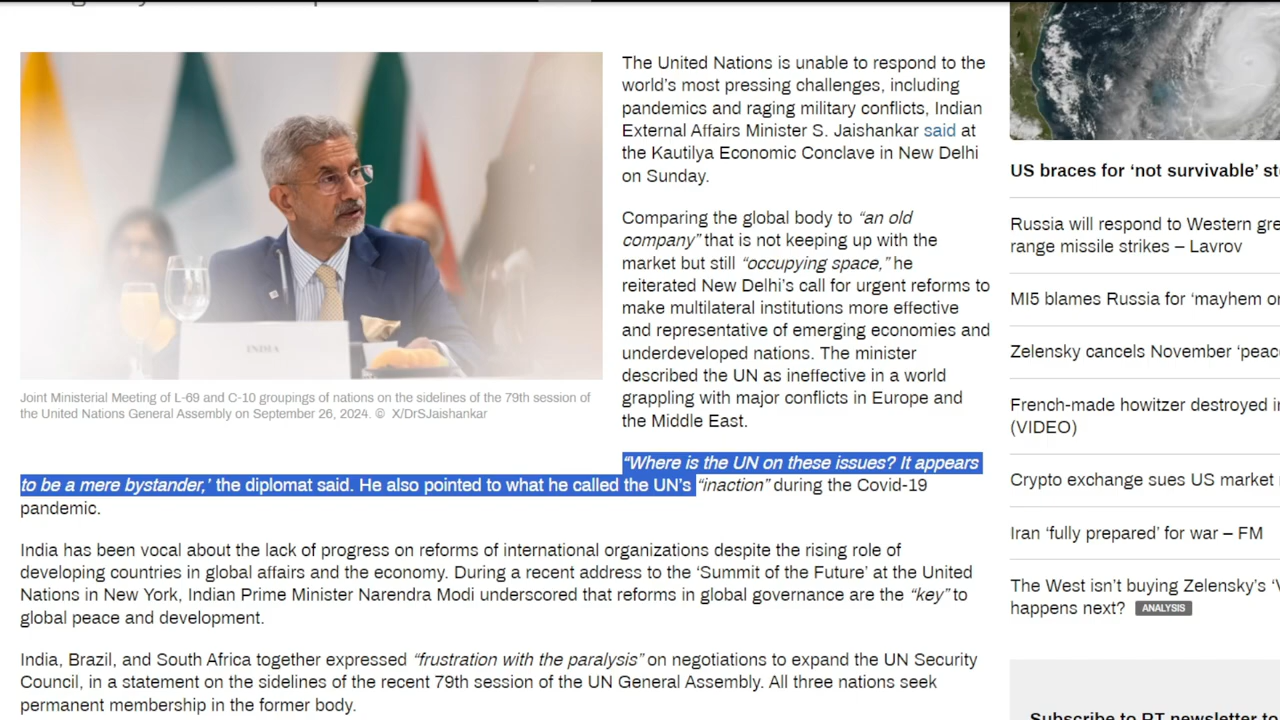 INDIA
Joint Ministerial Meeting of L-69 and C-10 groupings of nations on the sidelines of the 79th session of
the United Nations General Assembly on September 26, 2024. © X/DrSJaishankar
The United Nations is unable to respond to the
world's most pressing challenges, including
pandemics and raging military conflicts, Indian
External Affairs Minister S. Jaishankar said at
the Kautilya Economic Conclave in New Delhi
on Sunday.
Comparing the global body to “an old
company” that is not keeping up with the
market but still “occupying space,” he
reiterated New Delhi's call for urgent reforms to
make multilateral institutions more effective
and representative of emerging economies and
underdeveloped nations. The minister
described the UN as ineffective in a world
grappling with major conflicts in Europe and
the Middle East.
“Where is the UN on these issues? It appears
to be a mere bystander,’ the diplomat said. He also pointed to what he called the UN's “inaction” during the Covid-19
pandemic.
India has been vocal about the lack of progress on reforms of international organizations despite the rising role of
developing countries in global affairs and the economy. During a recent address to the ‘Summit of the Future’ at the United
Nations in New York, Indian Prime Minister Narendra Modi underscored that reforms in global governance are the “key” to
global peace and development.
India, Brazil, and South Africa together expressed “frustration with the paralysis” on negotiations to expand the UN Security
Council, in a statement on the sidelines of the recent 79th session of the UN General Assembly. All three nations seek
permanent membership in the former body.
US braces for ‘not survivable’ st
Russia will respond to Western gre
range missile strikes – Lavrov
MI5 blames Russia for ‘mayhem o
Zelensky cancels November ‘peac
French-made howitzer destroyed i
(VIDEO)
Crypto exchange sues US market
Iran ‘fully prepared’ for war – FM
The West isn't buying Zelensky's ‘V
happens next? ANALYSIS
Subscribe to RT newsletter to